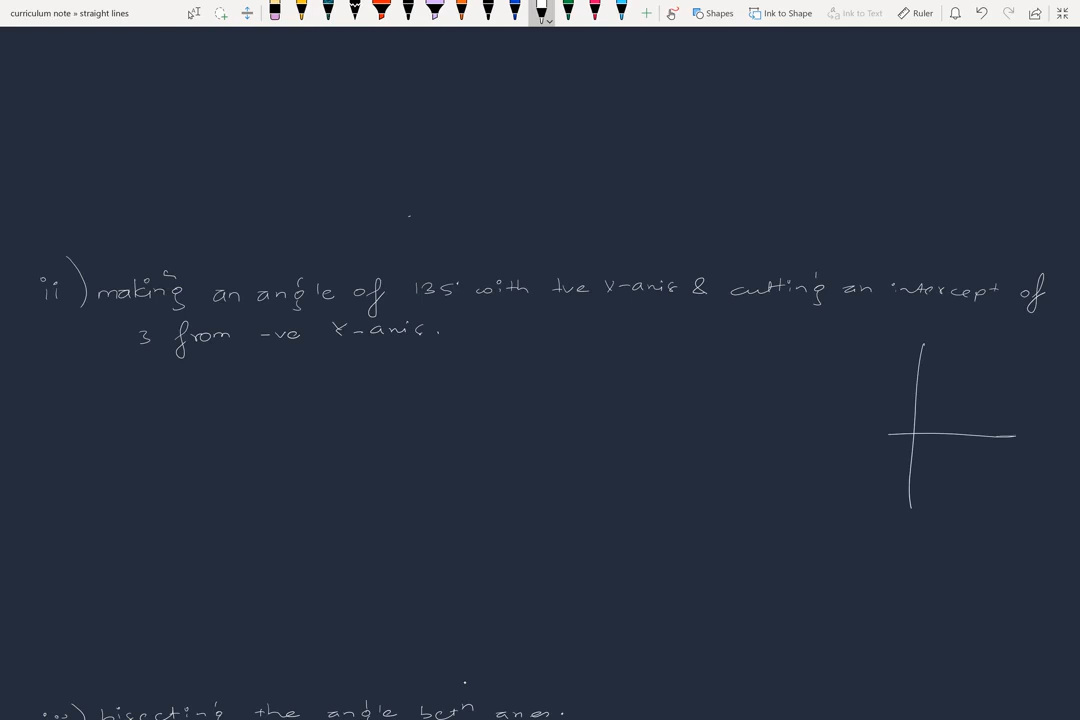 curriculum note » straight lines
Shapes
Ink to Shape
Ink to Text
Ruler
ii) making an angle of 135° with +ve X-axis & cutting an intercept of
3 from -ve Y-axis.
iii) bisecting the angle betn axes.